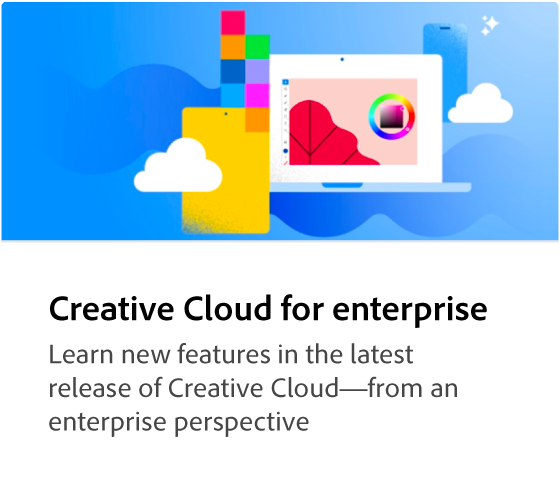 Creative Cloud for enterprise
Learn new features in the latest
release of Creative Cloud—from an
enterprise perspective